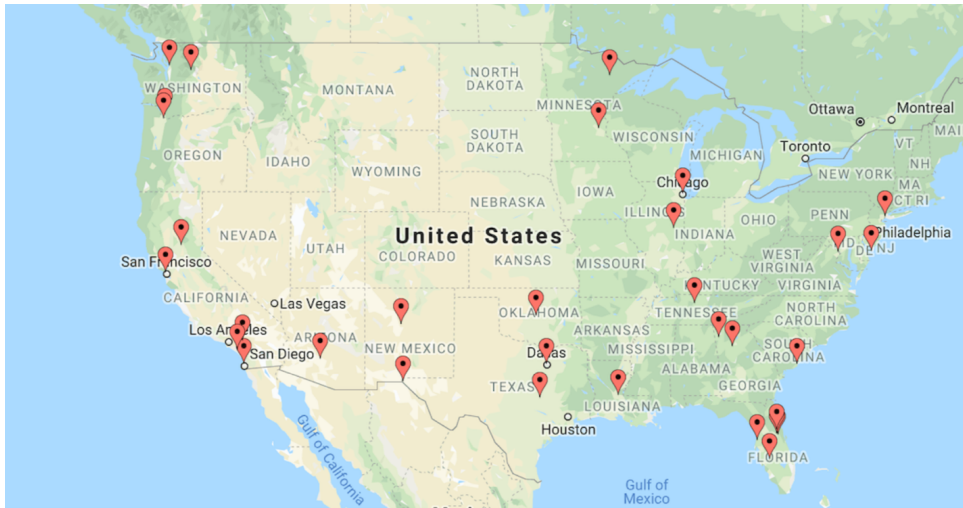 NORTH
DAKOTA
WASHINGTON
MONTANA
MINNESOTA
Ottawa
Montreal
MAI
SOUTH
DAKOTA
WISCONSIN
VT
Toronto
NH
OREGON
IDAHO
WYOMING
MICHIGAN
NEW YORK
MA
CT RI
IOWA
Chicago
NEBRASKA
ILLINOIS
PENN
OHIO
INDIANA
United States
NEVADA
UTAH
COLORADO
KANSAS
MISSOURI
WEST
VIRGINIA
MD
DE
NJ
Philadelphia
San Francisco
KENTUCKY
VIRGINIA
CALIFORNIA
Las Vegas
OKLAHOMA
TENNESSEE
NORTH
CAROLINA
Los Angeles
ARIZONA
NEW MEXICO
ARKANSAS
San Diego
Dallas
MISSISSIPPI
SOUTH
CAROLINA
ALABAMA
TEXAS
GEORGIA
LOUISIANA
Houston
Gulf of California
FLORIDA
Gulf of
Mexico